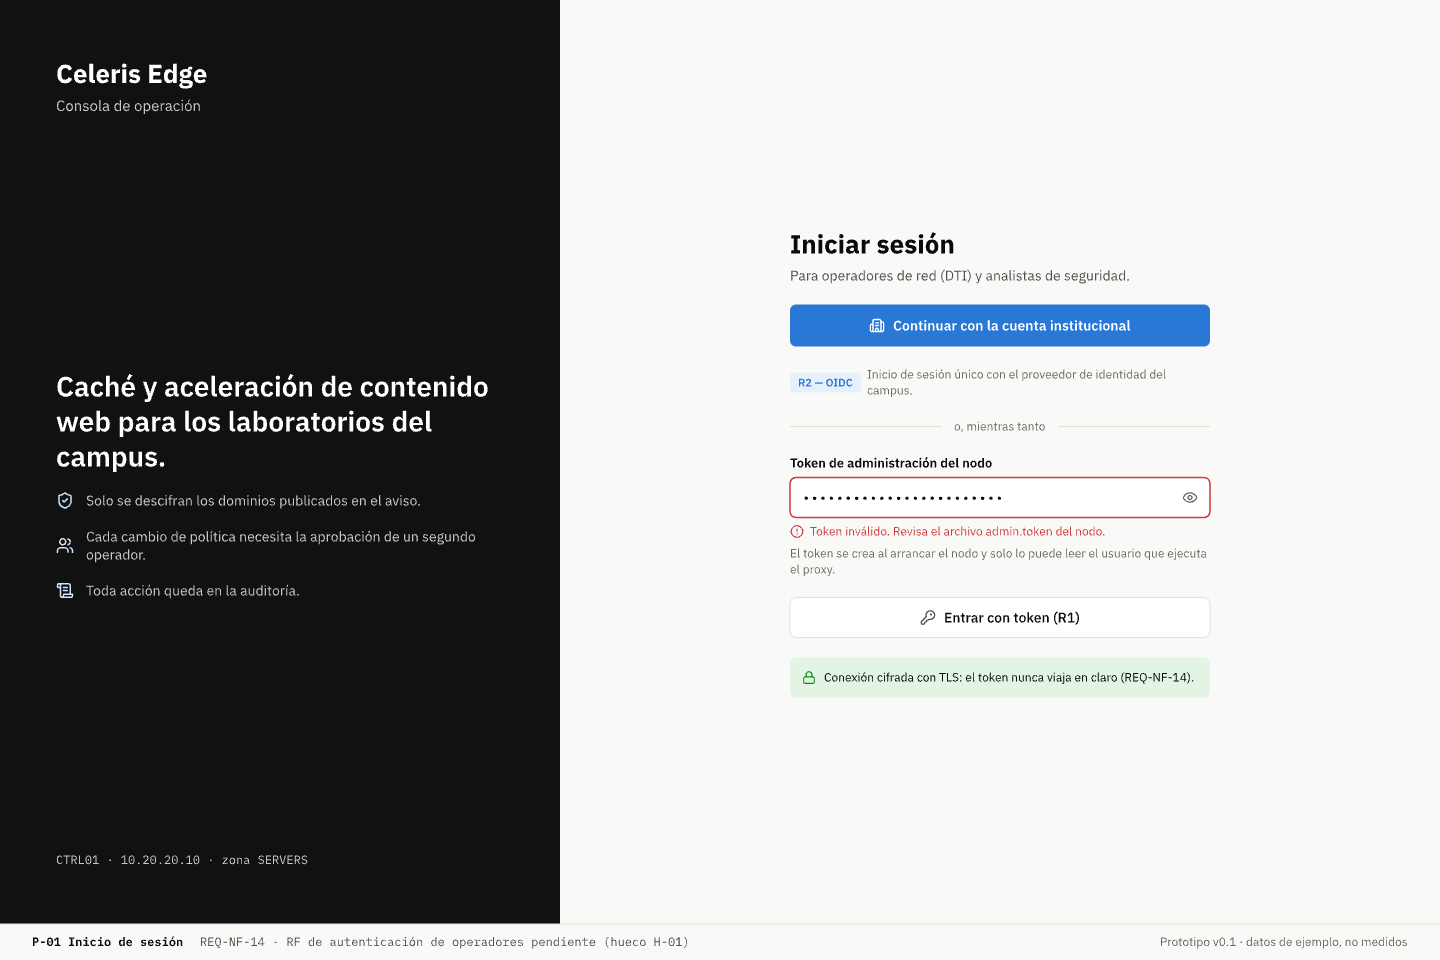 Celeris Edge
Consola de operación
Caché y aceleración de contenido
web para los laboratorios del
campus.
Solo se descifran los dominios publicados en el aviso.
Cada cambio de política necesita la aprobación de un segundo
operador.
Toda acción queda en la auditoría.
CTRL01 · 10.20.20.10 · zona SERVERS
Iniciar sesión
Para operadores de red (DTI) y analistas de seguridad.
Continuar con la cuenta institucional
R2 — OIDC
Inicio de sesión único con el proveedor de identidad del
campus.
o, mientras tanto
Token de administración del nodo
••••••••••••••••••••••••
Token inválido. Revisa el archivo admin.token del nodo.
El token se crea al arrancar el nodo y solo lo puede leer el usuario que ejecuta
el proxy.
Entrar con token (R1)
Conexión cifrada con TLS: el token nunca viaja en claro (REQ-NF-14).
P-01 Inicio de sesión REQ-NF-14 · RF de autenticación de operadores pendiente (hueco H-01)
Prototipo v0.1 · datos de ejemplo, no medidos